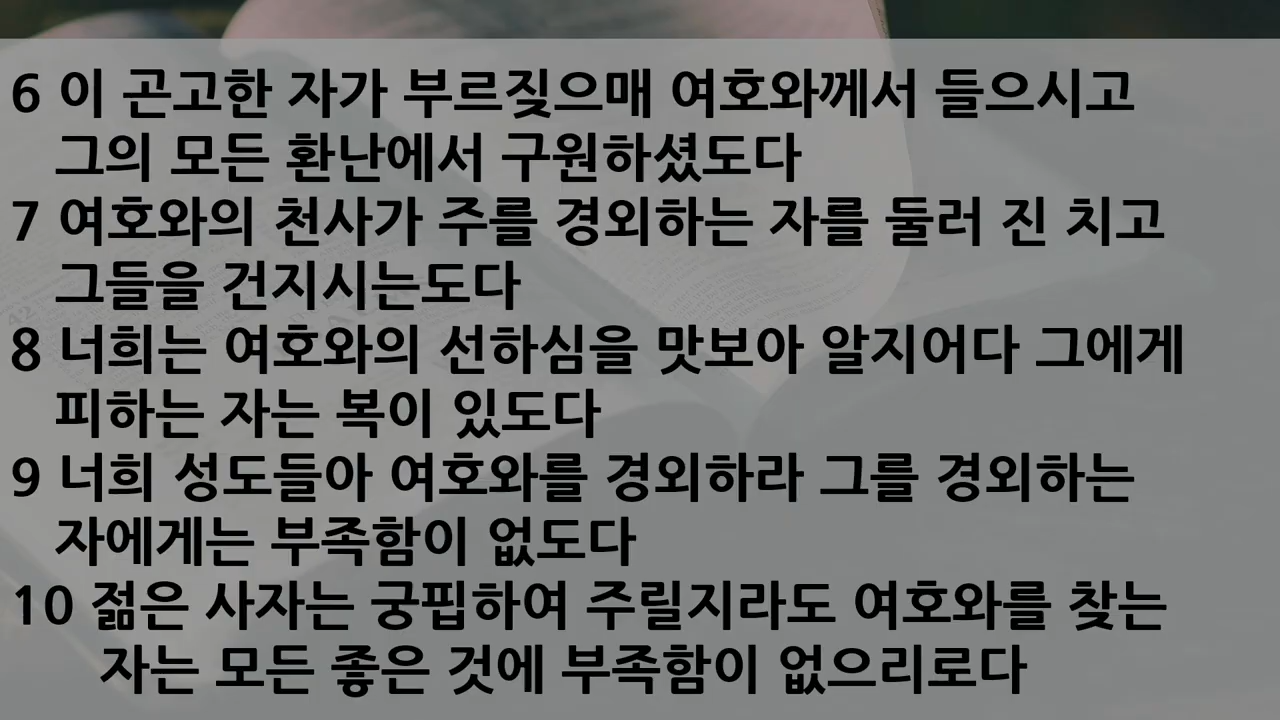 6 이 곤고한 자가 부르짖으매 여호와께서 들으시고
그의 모든 환난에서 구원하셨도다
7 여호와의 천사가 주를 경외하는 자를 둘러 진 치고
그들을 건지시는도다
8 너희는 여호와의 선하심을 맛보아 알지어다 그에게
피하는 자는 복이 있도다
9 너희 성도들아 여호와를 경외하라 그를 경외하는
자에게는 부족함이 없도다
10 젊은 사자는 궁핍하여 주릴지라도 여호와를 찾는
자는 모든 좋은 것에 부족함이 없으리로다